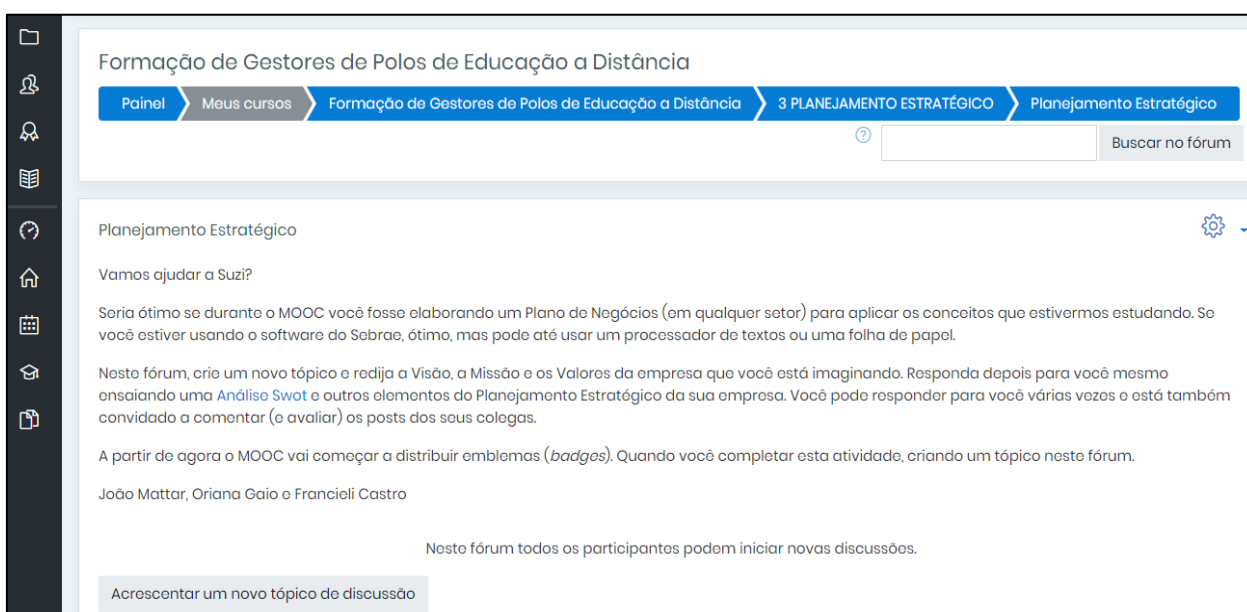 Formação de Gestores de Polos de Educação a Distância
Painel Meus cursos Formação de Gestores de Polos de Educação a Distância 3 PLANEJAMENTO ESTRATÉGICO Planejamento Estratégico
? Buscar no fórum
Planejamento Estratégico
Vamos ajudar a Suzi?
Seria ótimo se durante o MOOC você fosse elaborando um Plano de Negócios (em qualquer setor) para aplicar os conceitos que estivermos estudando. Se
você estiver usando o software do Sebrae, ótimo, mas pode até usar um processador de textos ou uma folha de papel.
Neste fórum, crie um novo tópico e redija a Visão, a Missão e os Valores da empresa que você está imaginando. Responda depois para você mesmo
ensaiando uma Análise Swot e outros elementos do Planejamento Estratégico da sua empresa. Você pode responder para você várias vezes e está também
convidado a comentar (e avaliar) os posts dos seus colegas.
A partir de agora o MOOC vai começar a distribuir emblemas (badges). Quando você completar esta atividade, criando um tópico neste fórum.
João Mattar, Oriana Gaio e Francieli Castro
Neste fórum todos os participantes podem iniciar novas discussões.
Acrescentar um novo tópico de discussão